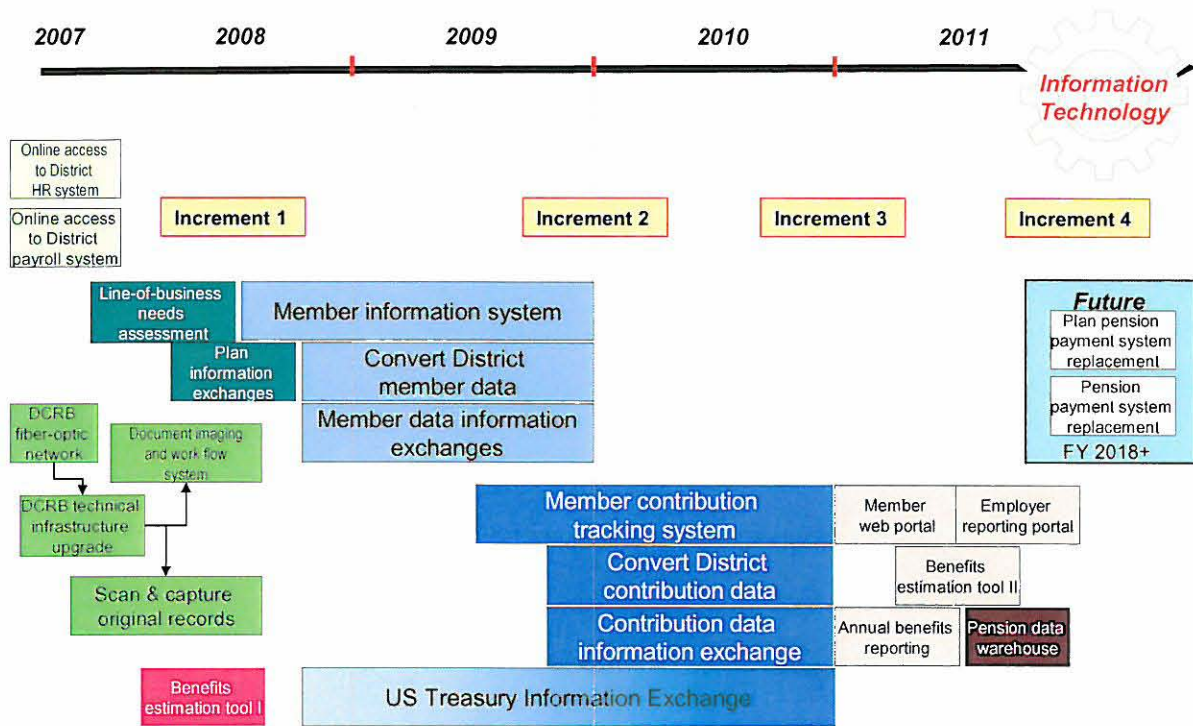 2007
2008
2009
2010
2011
Information
Technology
Online access
to District
HR system
Online access
to District
payroll system
Increment 1
Increment 2
Increment 3
Increment 4
Line-of-business
needs
assessment
Member information system
Plan
information
exchanges
Convert District
member data
Member data information
exchanges
Future
Plan pension
payment system
replacement
Pension
payment system
replacement
FY 2018+
DCRB
fiber-optic
network
Document imaging
and work flow
system
DCRB technical
infrastructure
upgrade
Scan & capture
original records
Member contribution
tracking system
Member
web portal
Employer
reporting portal
Convert District
contribution data
Benefits
estimation tool II
Contribution data
information exchange
Annual benefits
reporting
Pension data
warehouse
Benefits
estimation tool I
US Treasury Information Exchange